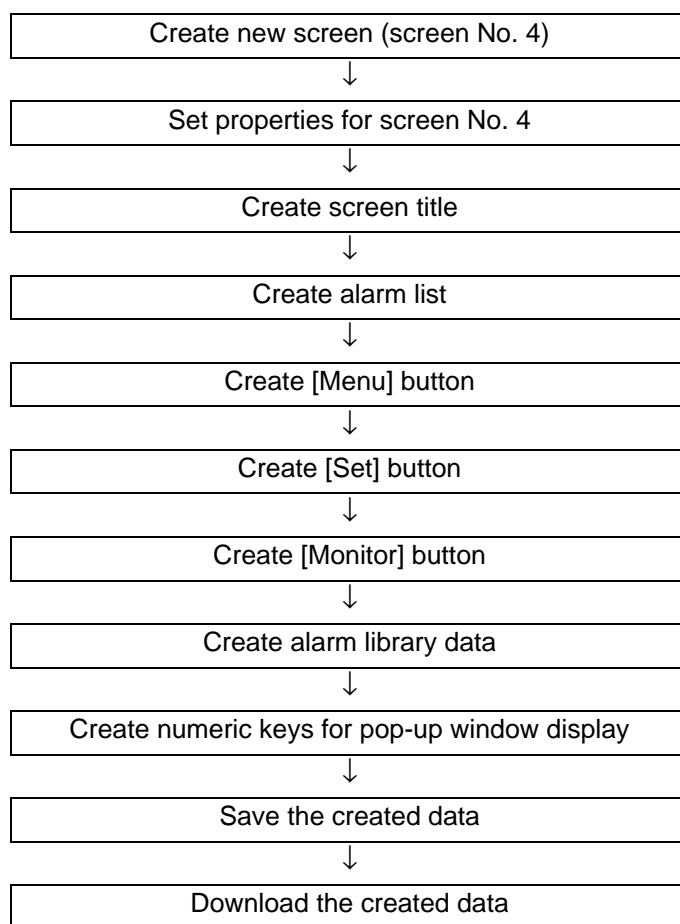 Create new screen (screen No. 4)
↓
Set properties for screen No. 4
↓
Create screen title
↓
Create alarm list
↓
Create [Menu] button
↓
Create [Set] button
↓
Create [Monitor] button
↓
Create alarm library data
↓
Create numeric keys for pop-up window display
↓
Save the created data
↓
Download the created data